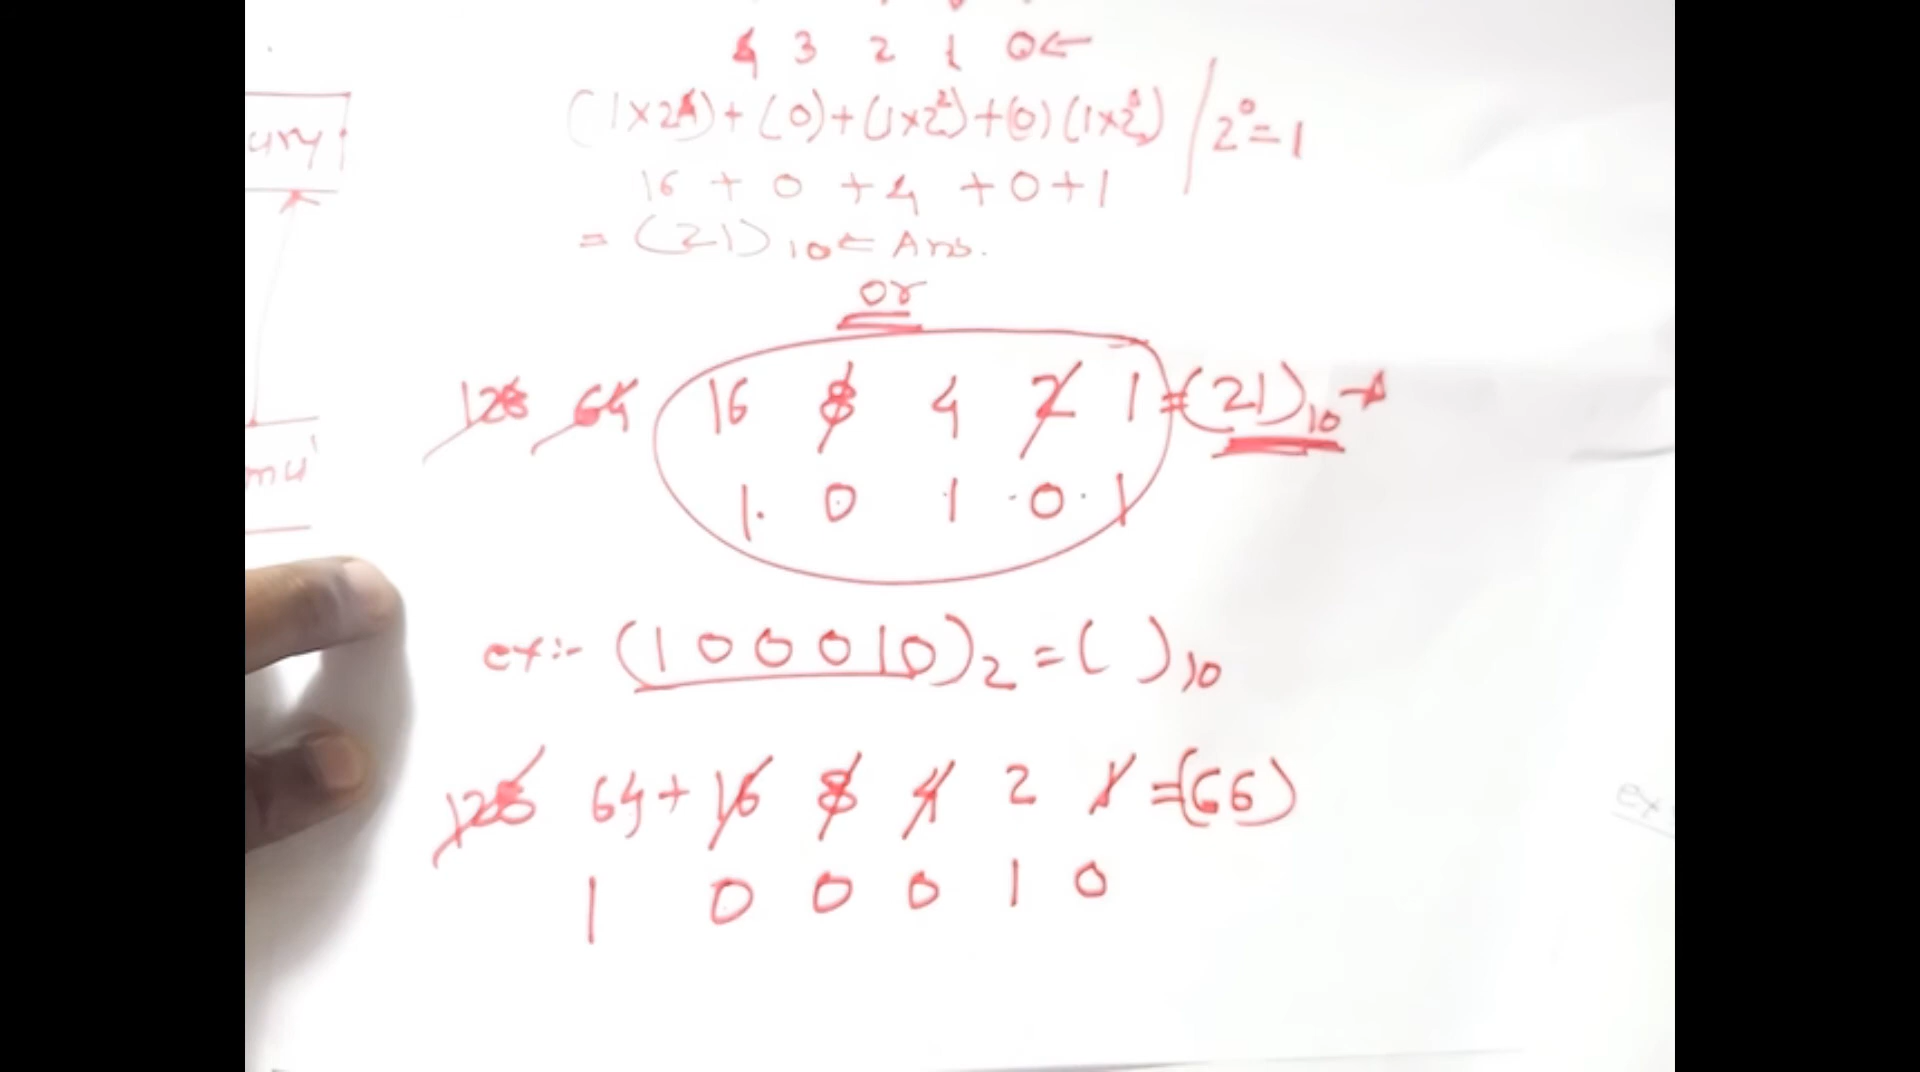 4 3 2 1 0←
(1×2⁴)+(0)+(1×2²)+(0)(1×2⁰) / 2⁰=1
16 + 0 + 4 + 0 + 1
= (21)₁₀ ← Ans.
or
128 64 16 8 4 2 1 = (21)₁₀
1. 0 1 0 1
ex:- (100010)₂ = ( )₁₀
128 64 + 16 8 4 2 1 = (66)
1 0 0 0 1 0
ex